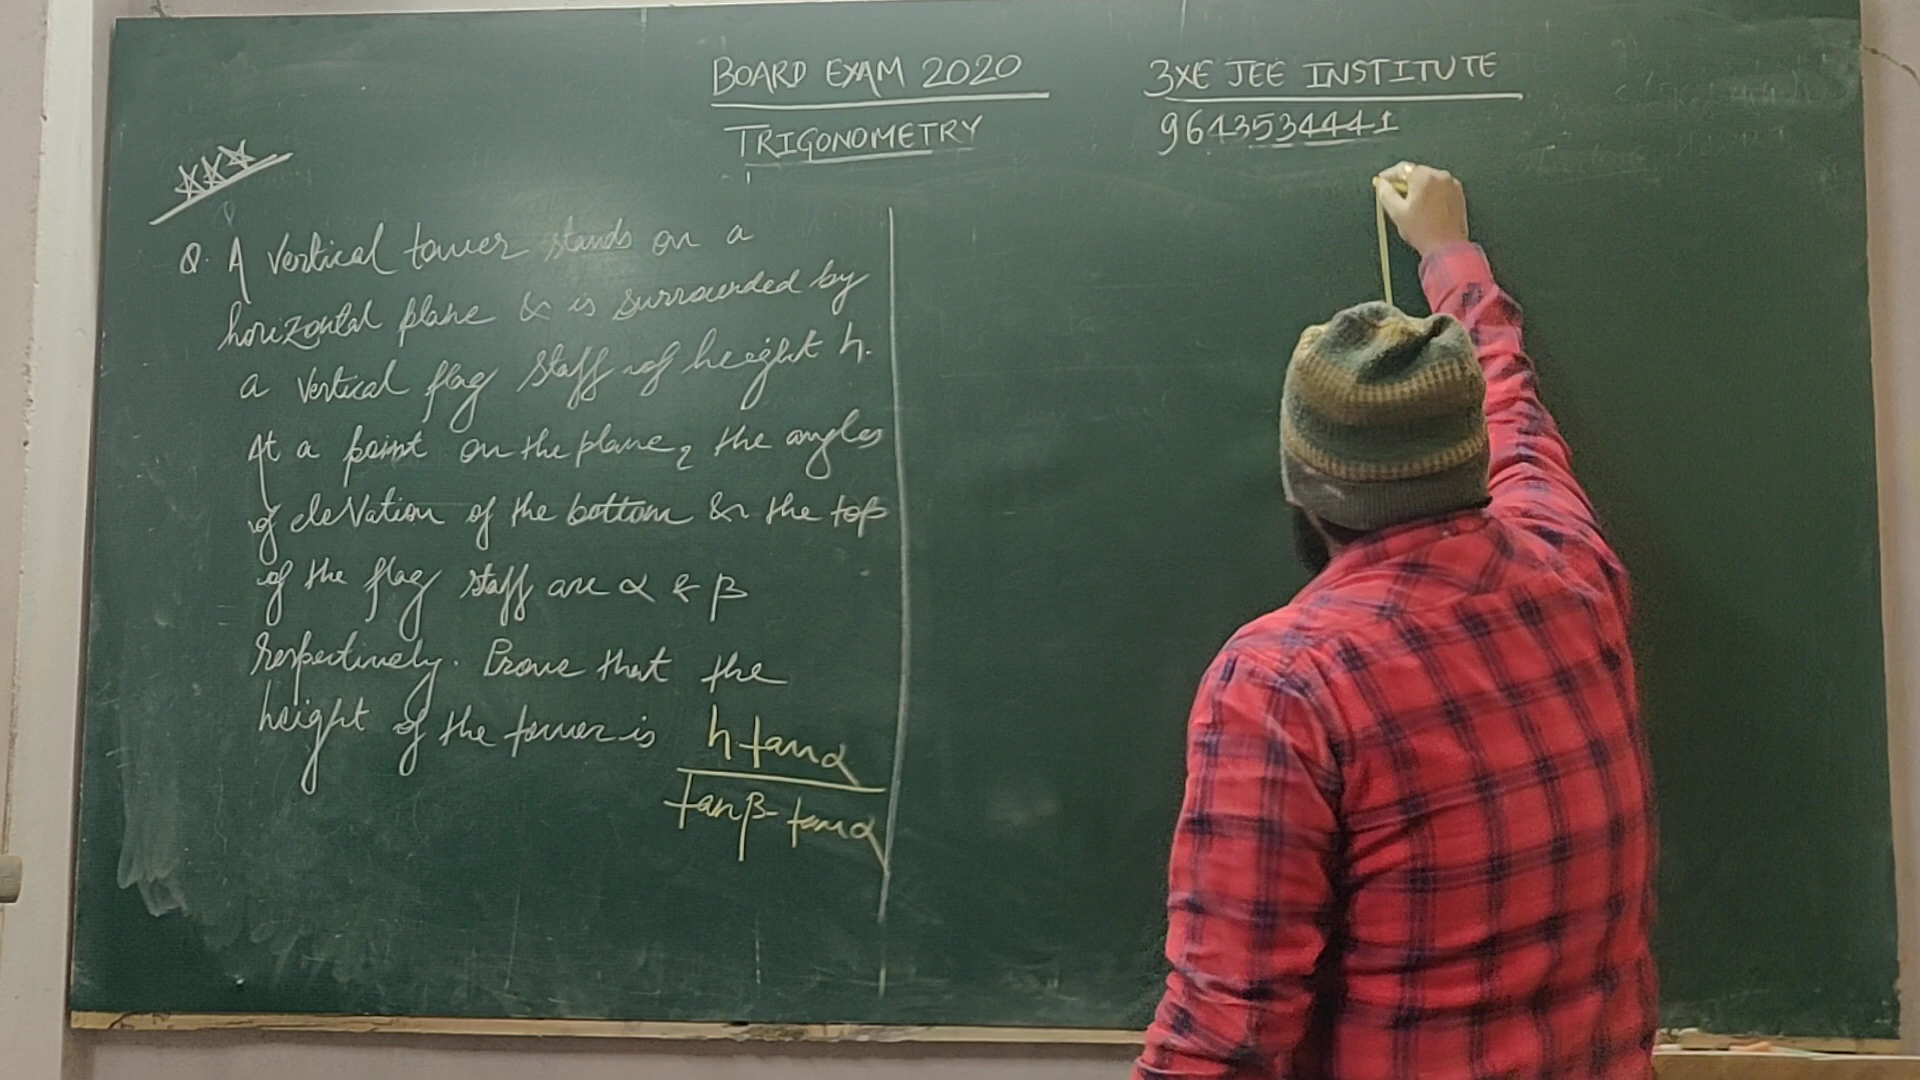 BOARD EXAM 2020
TRIGONOMETRY
3XE JEE INSTITUTE
9643534441
Q. A vertical tower stands on a
horizontal plane & is surrounded by
a vertical flag staff of height h.
At a point on the plane, the angles
of elevation of the bottom & the top
of the flag staff are α & β
respectively. Prove that the
height of the tower is h tanα
tanβ - tanα